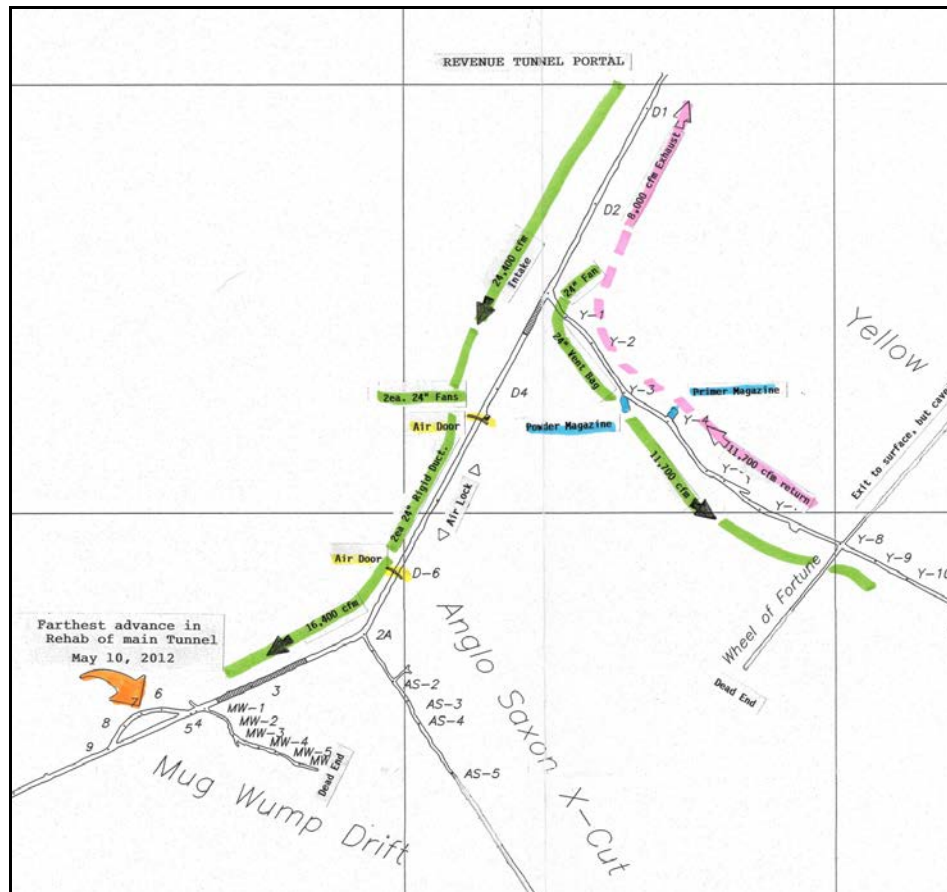 REVENUE TUNNEL PORTAL
D1
8,000 cfm Exhaust
D2
24,400 cfm
Intake
24" Fan
Y-1
Y-2
24" Vent Bag
Yellow
2ea. 24" Fans
D4
Y-3
Primer Magazine
Air Door
Powder Magazine
11,700 cfm return
Exit to surface, but
11,700 cfm
2ea 24" Rigid Duct.
Air Lock
Air Door
D-6
Y-8
Y-9
Y-10
16,400 cfm
Wheel of Fortune
Dead End
Farthest advance in
Rehab of main Tunnel
May 10, 2012
2A
Anglo Saxon X-Cut
AS-2
AS-3
AS-4
AS-5
3
6
7
8
9
5
4
MW-1
MW-2
MW-3
MW-4
MW-5
MW
Dead End
Mug Wump Drift